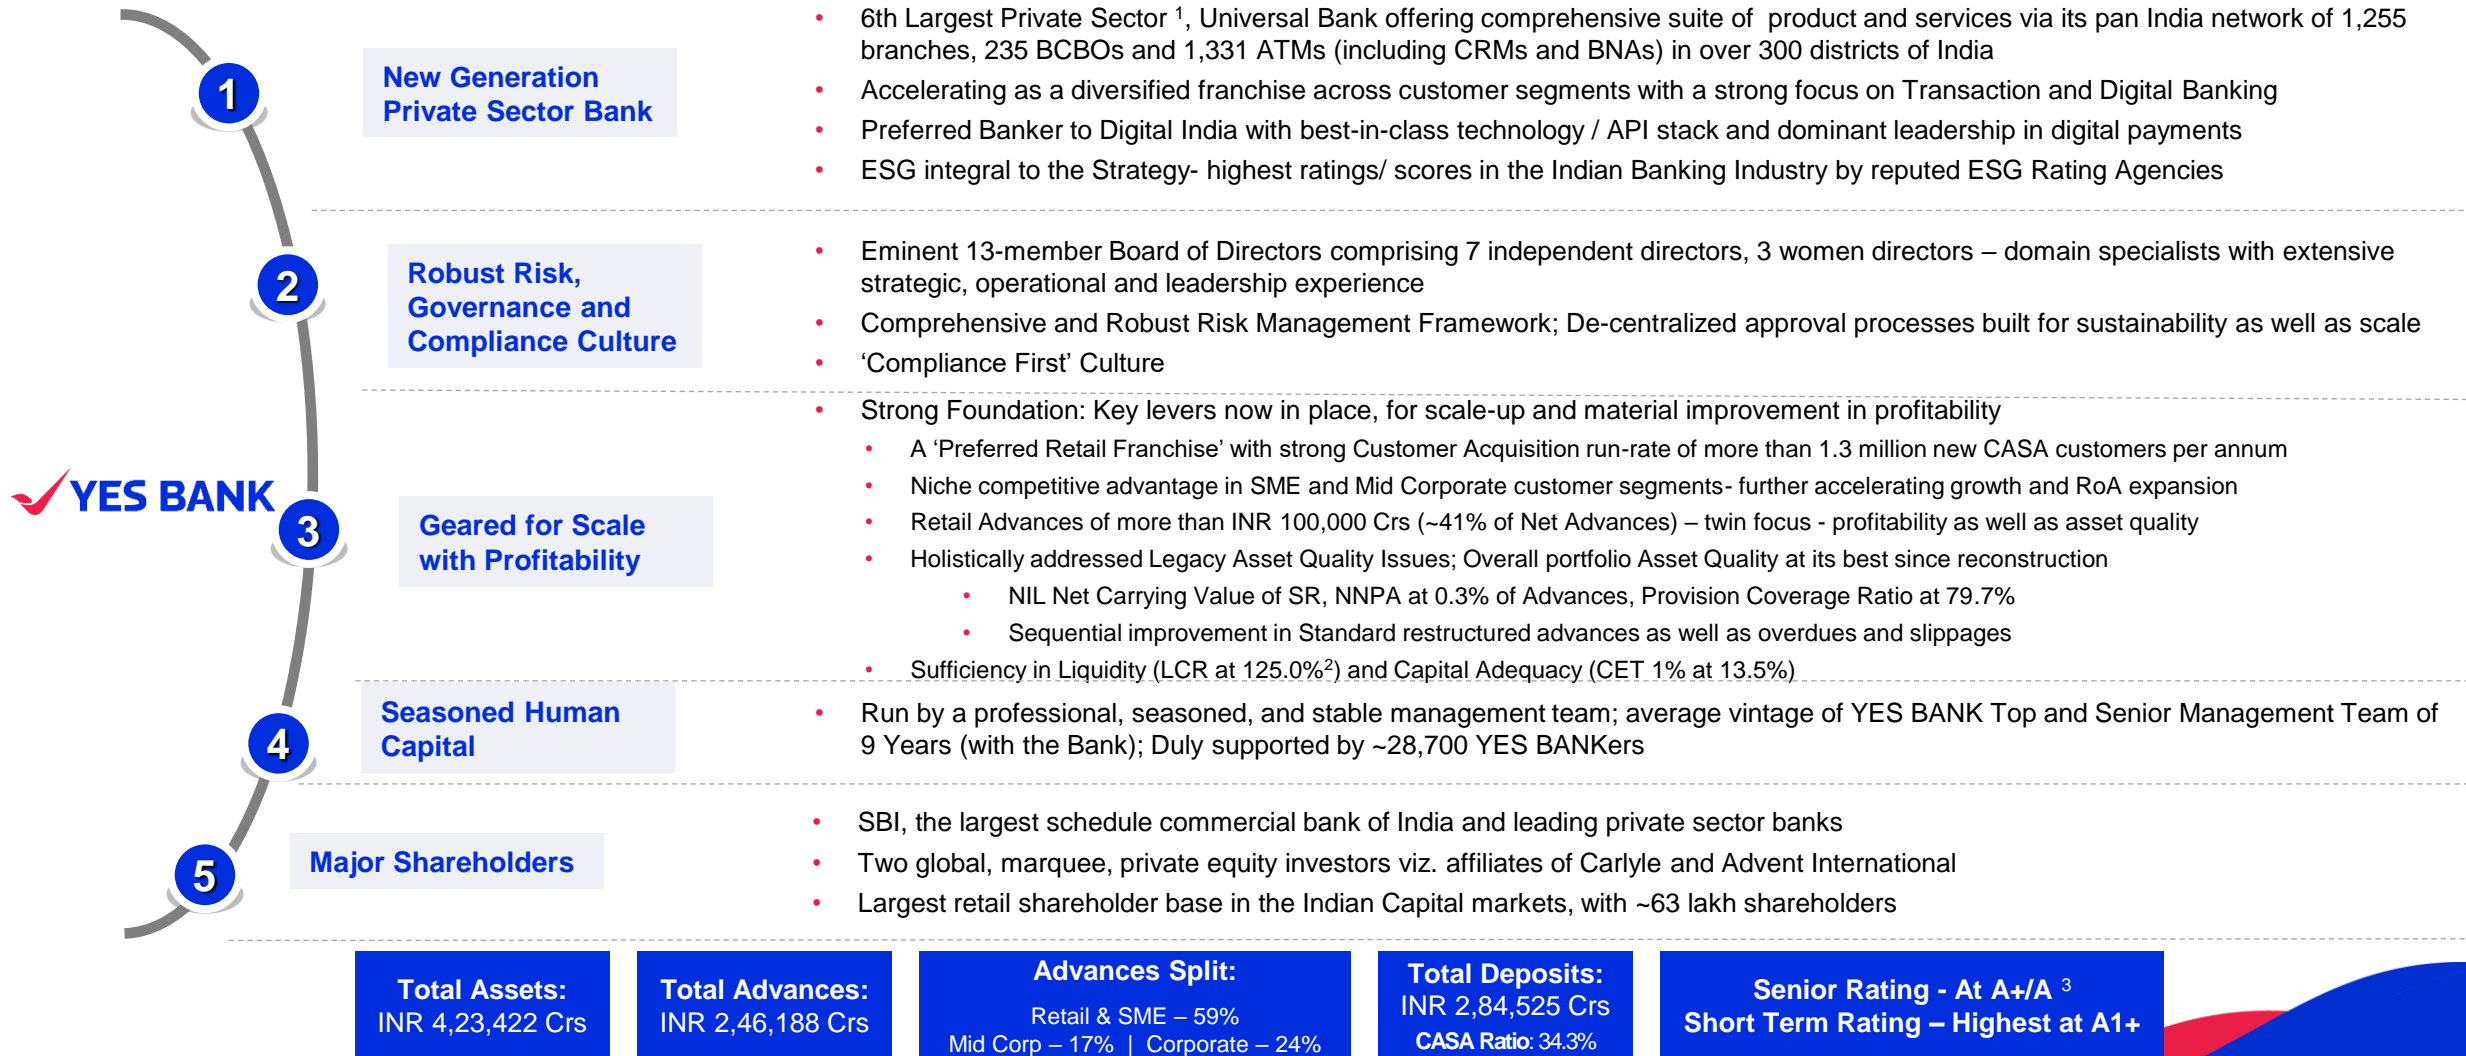 YES BANK
1
New Generation
Private Sector Bank
• 6th Largest Private Sector ¹, Universal Bank offering comprehensive suite of product and services via its pan India network of 1,255
branches, 235 BCBOs and 1,331 ATMs (including CRMs and BNAs) in over 300 districts of India
• Accelerating as a diversified franchise across customer segments with a strong focus on Transaction and Digital Banking
• Preferred Banker to Digital India with best-in-class technology / API stack and dominant leadership in digital payments
• ESG integral to the Strategy- highest ratings/ scores in the Indian Banking Industry by reputed ESG Rating Agencies
2
Robust Risk,
Governance and
Compliance Culture
• Eminent 13-member Board of Directors comprising 7 independent directors, 3 women directors – domain specialists with extensive
strategic, operational and leadership experience
• Comprehensive and Robust Risk Management Framework; De-centralized approval processes built for sustainability as well as scale
• ‘Compliance First’ Culture
3
Geared for Scale
with Profitability
• Strong Foundation: Key levers now in place, for scale-up and material improvement in profitability
• A ‘Preferred Retail Franchise’ with strong Customer Acquisition run-rate of more than 1.3 million new CASA customers per annum
• Niche competitive advantage in SME and Mid Corporate customer segments- further accelerating growth and RoA expansion
• Retail Advances of more than INR 100,000 Crs (~41% of Net Advances) – twin focus - profitability as well as asset quality
• Holistically addressed Legacy Asset Quality Issues; Overall portfolio Asset Quality at its best since reconstruction
• NIL Net Carrying Value of SR, NNPA at 0.3% of Advances, Provision Coverage Ratio at 79.7%
• Sequential improvement in Standard restructured advances as well as overdues and slippages
• Sufficiency in Liquidity (LCR at 125.0%²) and Capital Adequacy (CET 1% at 13.5%)
4
Seasoned Human
Capital
• Run by a professional, seasoned, and stable management team; average vintage of YES BANK Top and Senior Management Team of
9 Years (with the Bank); Duly supported by ~28,700 YES BANKers
5
Major Shareholders
• SBI, the largest schedule commercial bank of India and leading private sector banks
• Two global, marquee, private equity investors viz. affiliates of Carlyle and Advent International
• Largest retail shareholder base in the Indian Capital markets, with ~63 lakh shareholders
Total Assets:
INR 4,23,422 Crs
Total Advances:
INR 2,46,188 Crs
Advances Split:
Retail & SME – 59%
Mid Corp – 17% | Corporate – 24%
Total Deposits:
INR 2,84,525 Crs
CASA Ratio: 34.3%
Senior Rating - At A+/A ³
Short Term Rating – Highest at A1+